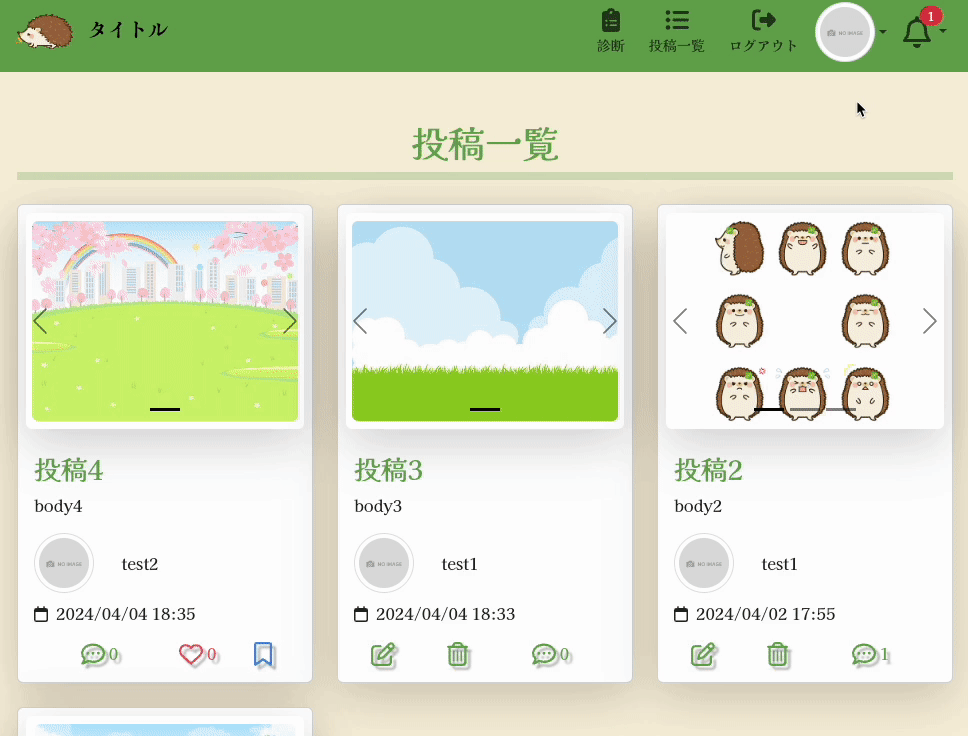 タイトル
診断
投稿一覧
ログアウト
NO IMAGE
1
投稿一覧
投稿4
body4
NO IMAGE
test2
2024/04/04 18:35
0
0
投稿3
body3
NO IMAGE
test1
2024/04/04 18:33
0
投稿2
body2
NO IMAGE
test1
2024/04/02 17:55
1